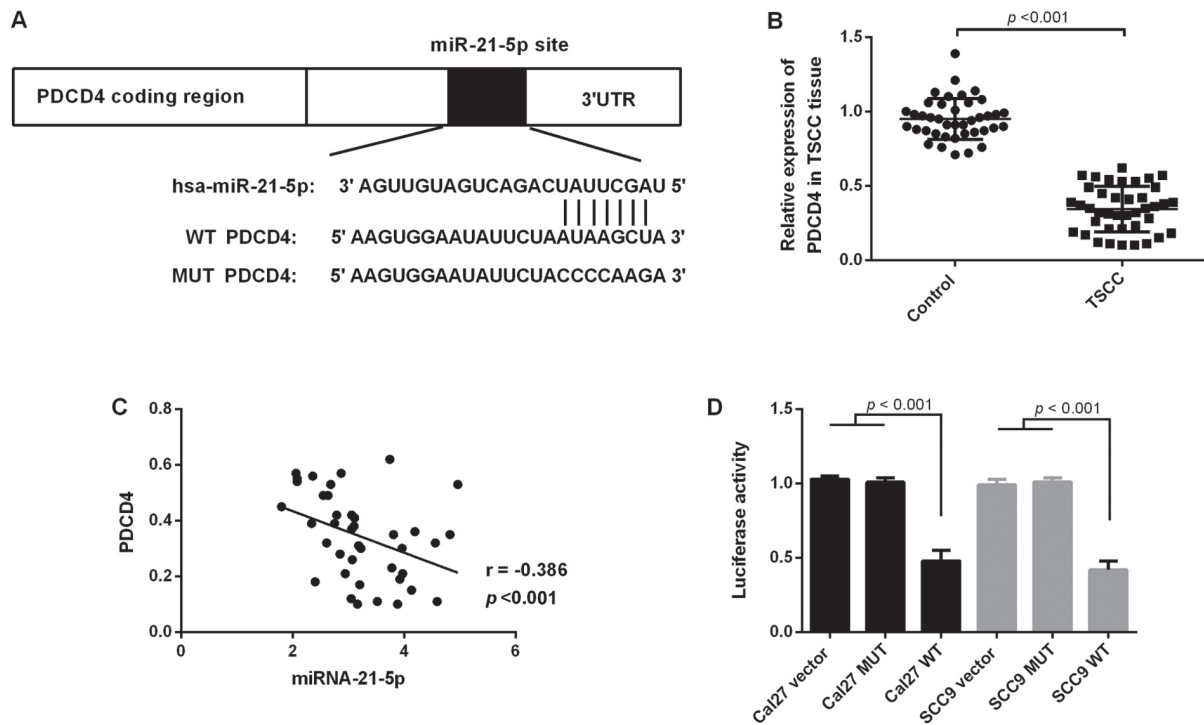 A
miR-21-5p site
PDCD4 coding region
3'UTR
hsa-miR-21-5p: 3' AGUUGUAGUCAGACUAUUCGAU 5'
WT PDCD4: 5' AAGUGGAAUAUUCUAAUAAGCUA 3'
MUT PDCD4: 5' AAGUGGAAUAUUCUACCCCAAGA 3'
B
p <0.001
Relative expression of
PDCD4 in TSCC tissue
1.5
1.0
0.5
0.0
Control
TSCC
C
PDCD4
0.8
0.6
0.4
0.2
0.0
0
2
4
6
r = -0.386
p <0.001
miRNA-21-5p
D
p < 0.001
p < 0.001
Luciferase activity
1.5
1.0
0.5
0.0
Cal27 vector
Cal27 MUT
Cal27 WT
SCC9 vector
SCC9 MUT
SCC9 WT